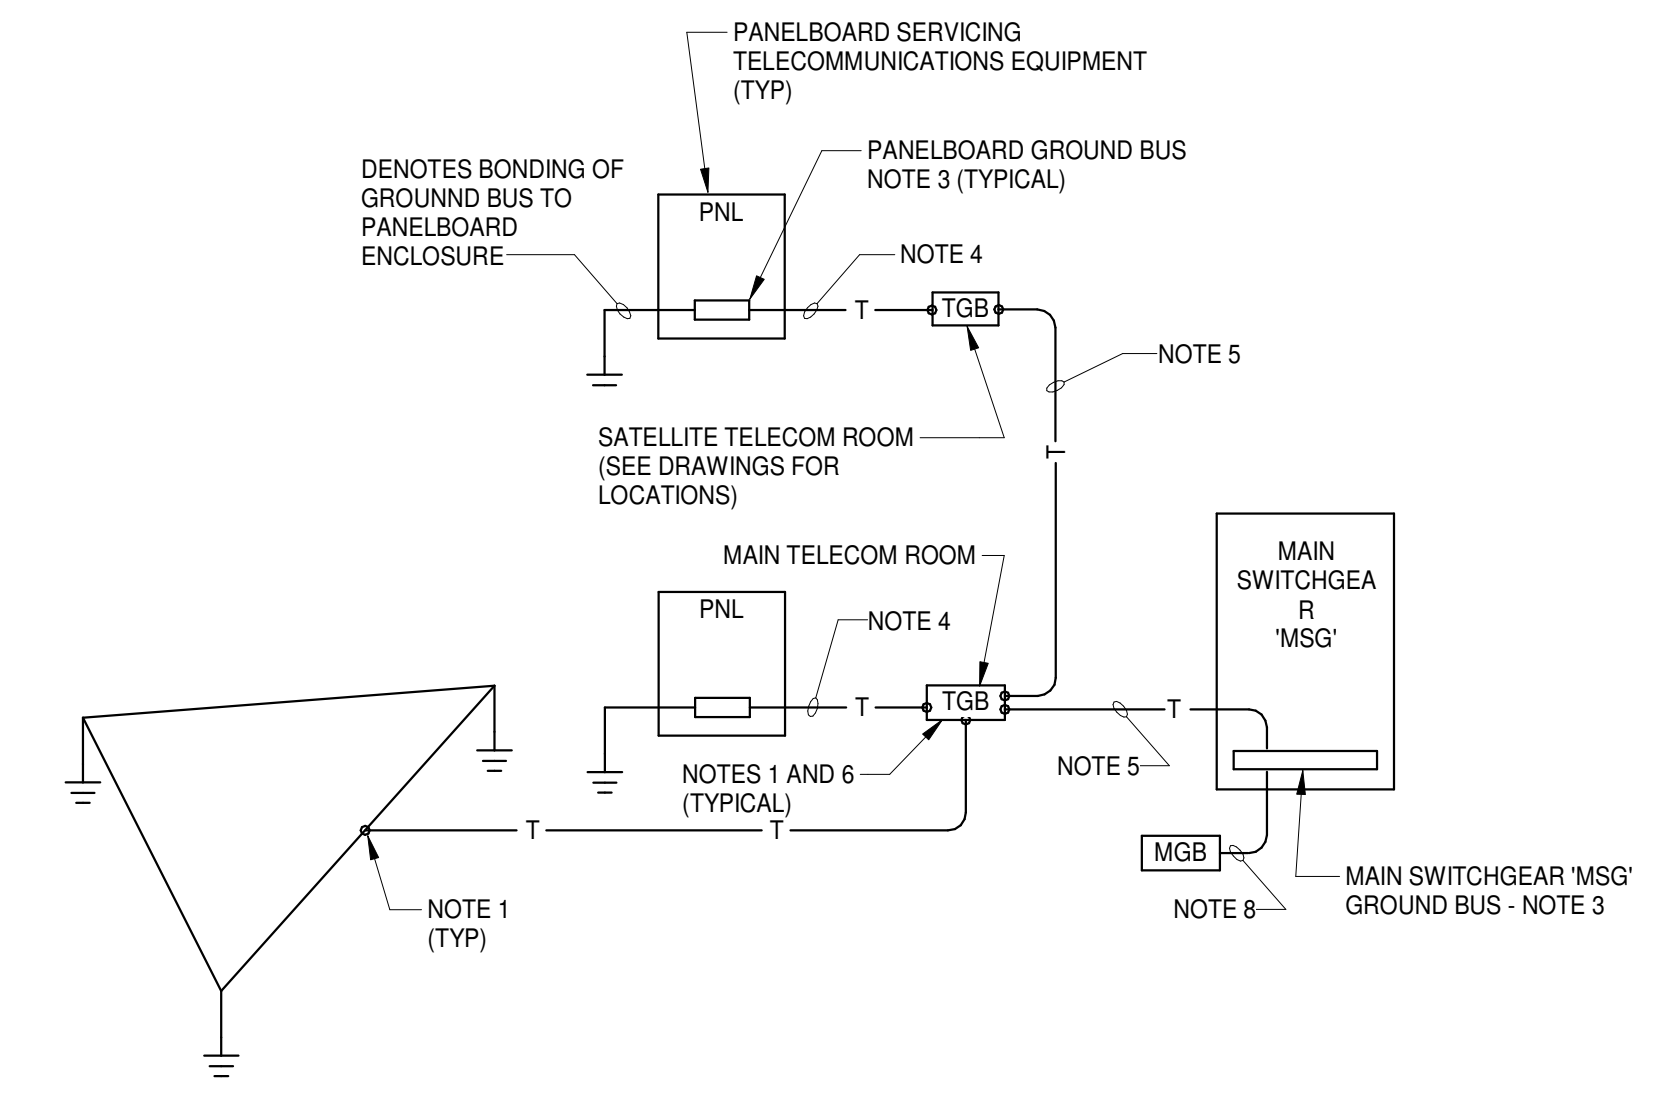 PANELBOARD SERVICING
TELECOMMUNICATIONS EQUIPMENT
(TYP)
PANELBOARD GROUND BUS
NOTE 3 (TYPICAL)
DENOTES BONDING OF
GROUNND BUS TO
PANELBOARD
ENCLOSURE
PNL
NOTE 4
T
TGB
NOTE 5
SATELLITE TELECOM ROOM
(SEE DRAWINGS FOR
LOCATIONS)
T
MAIN TELECOM ROOM
MAIN
SWITCHGEA
R
'MSG'
PNL
NOTE 4
T
TGB
T
NOTE 5
NOTES 1 AND 6
(TYPICAL)
T
T
MGB
NOTE 8
MAIN SWITCHGEAR 'MSG'
GROUND BUS - NOTE 3
NOTE 1
(TYP)